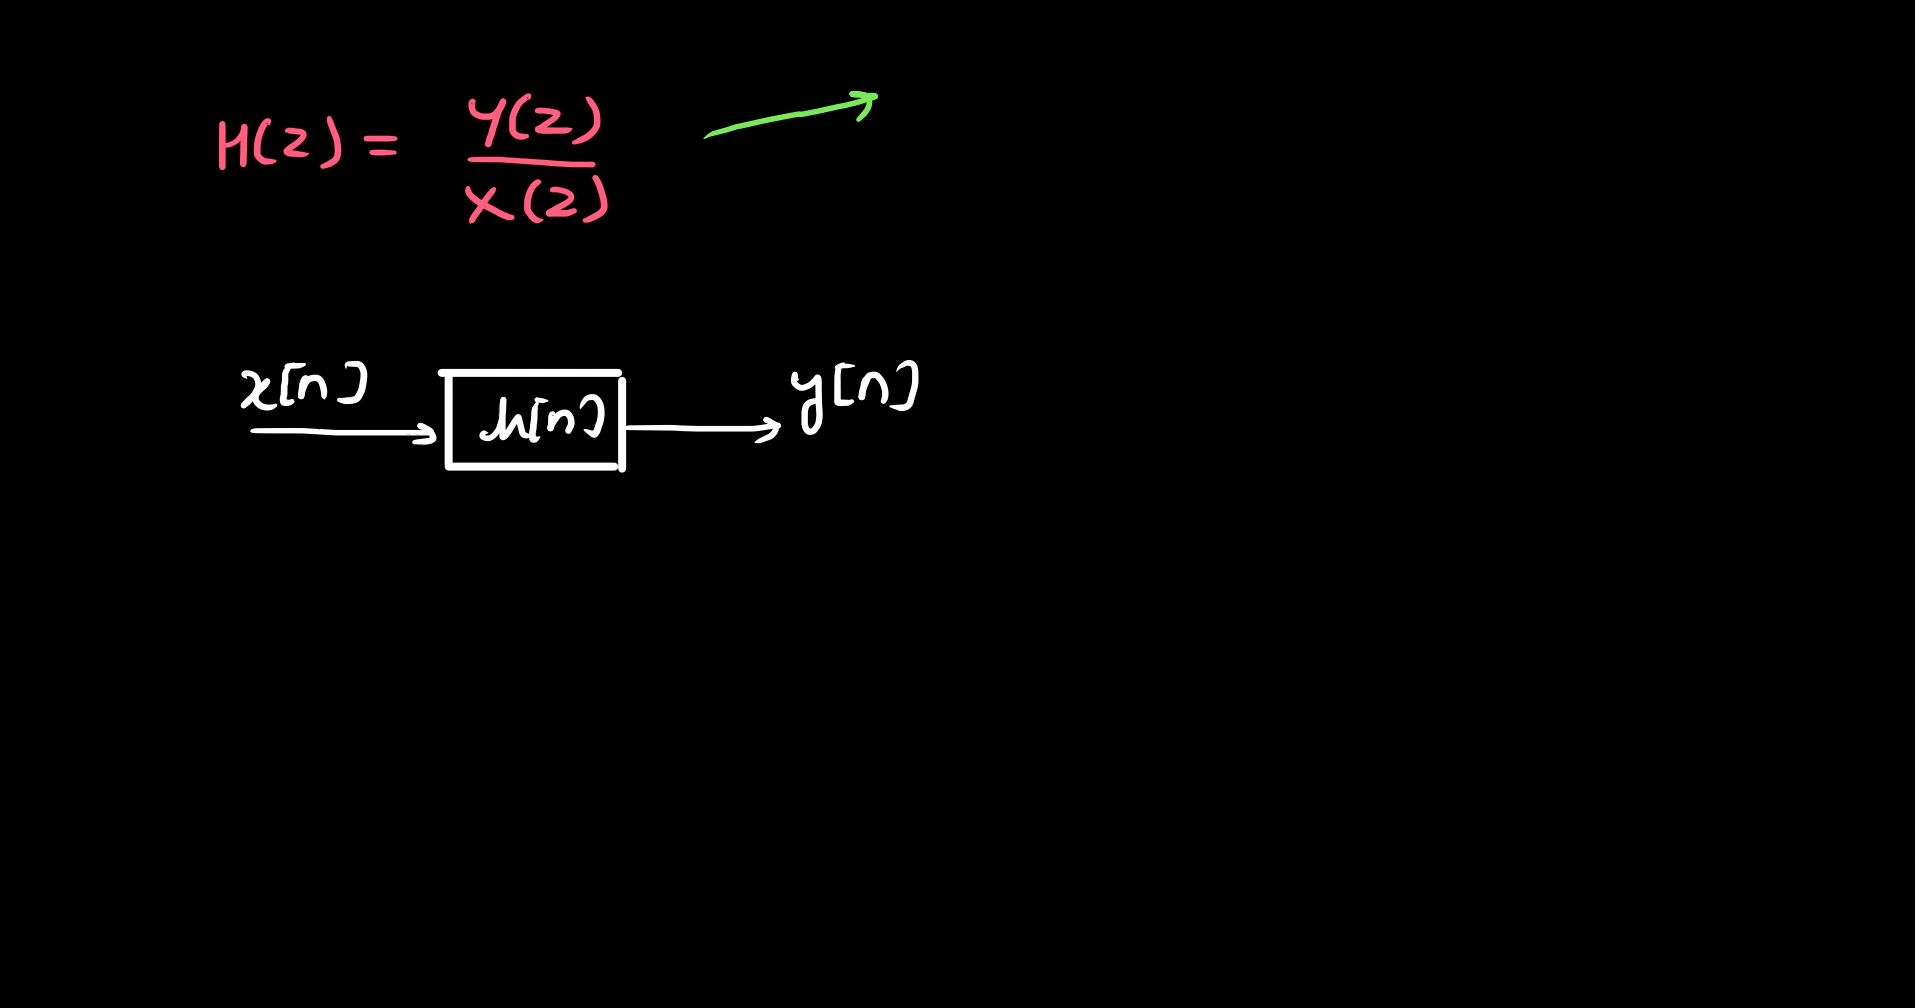 H(z) = Y(z) / X(z)
x[n] h[n] y[n]